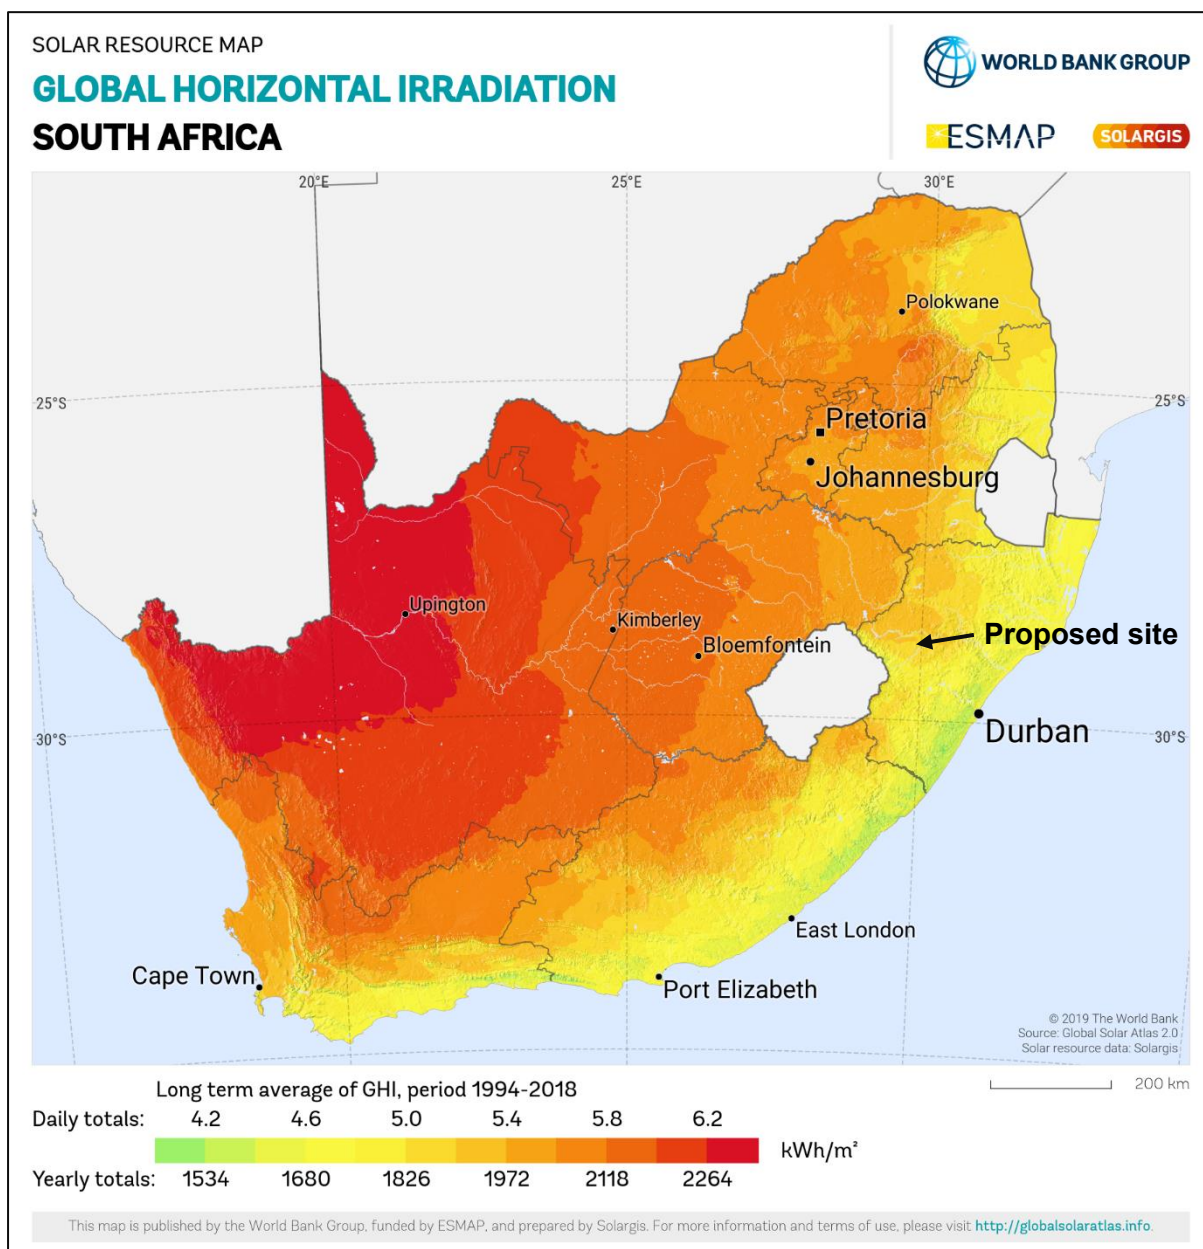 SOLAR RESOURCE MAP
GLOBAL HORIZONTAL IRRADIATION
SOUTH AFRICA
WORLD BANK GROUP
ESMAP
SOLARGIS
20°E
25°E
30°E
Polokwane
25°S
25°S
Pretoria
Johannesburg
Upington
Kimberley
Bloemfontein
Proposed site
Durban
30°S
30°S
East London
Cape Town
Port Elizabeth
© 2019 The World Bank
Source: Global Solar Atlas 2.0
Solar resource data: Solargis
200 km
Long term average of GHI, period 1994-2018
Daily totals: 4.2 4.6 5.0 5.4 5.8 6.2
kWh/m²
Yearly totals: 1534 1680 1826 1972 2118 2264
This map is published by the World Bank Group, funded by ESMAP, and prepared by Solargis. For more information and terms of use, please visit http://globalsolaratlas.info.